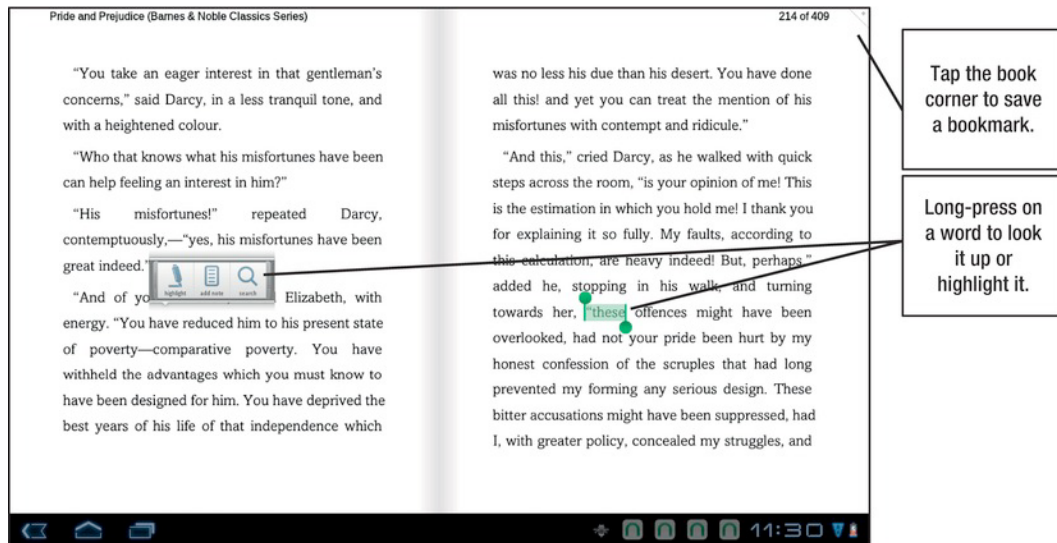 Pride and Prejudice (Barnes & Noble Classics Series)
214 of 409
“You take an eager interest in that gentleman’s
concerns,” said Darcy, in a less tranquil tone, and
with a heightened colour.
“Who that knows what his misfortunes have been
can help feeling an interest in him?”
“His misfortunes!” repeated Darcy,
contemptuously,—“yes, his misfortunes have been
great indeed.”
highlight add note search
“And of yo Elizabeth, with
energy. “You have reduced him to his present state
of poverty—comparative poverty. You have
withheld the advantages which you must know to
have been designed for him. You have deprived the
best years of his life of that independence which
was no less his due than his desert. You have done
all this! and yet you can treat the mention of his
misfortunes with contempt and ridicule.”
“And this,” cried Darcy, as he walked with quick
steps across the room, “is your opinion of me! This
is the estimation in which you hold me! I thank you
for explaining it so fully. My faults, according to
this calculation, are heavy indeed! But, perhaps,”
added he, stopping in his walk, and turning
towards her, “these offences might have been
overlooked, had not your pride been hurt by my
honest confession of the scruples that had long
prevented my forming any serious design. These
bitter accusations might have been suppressed, had
I, with greater policy, concealed my struggles, and
Tap the book
corner to save
a bookmark.
Long-press on
a word to look
it up or
highlight it.
11:30